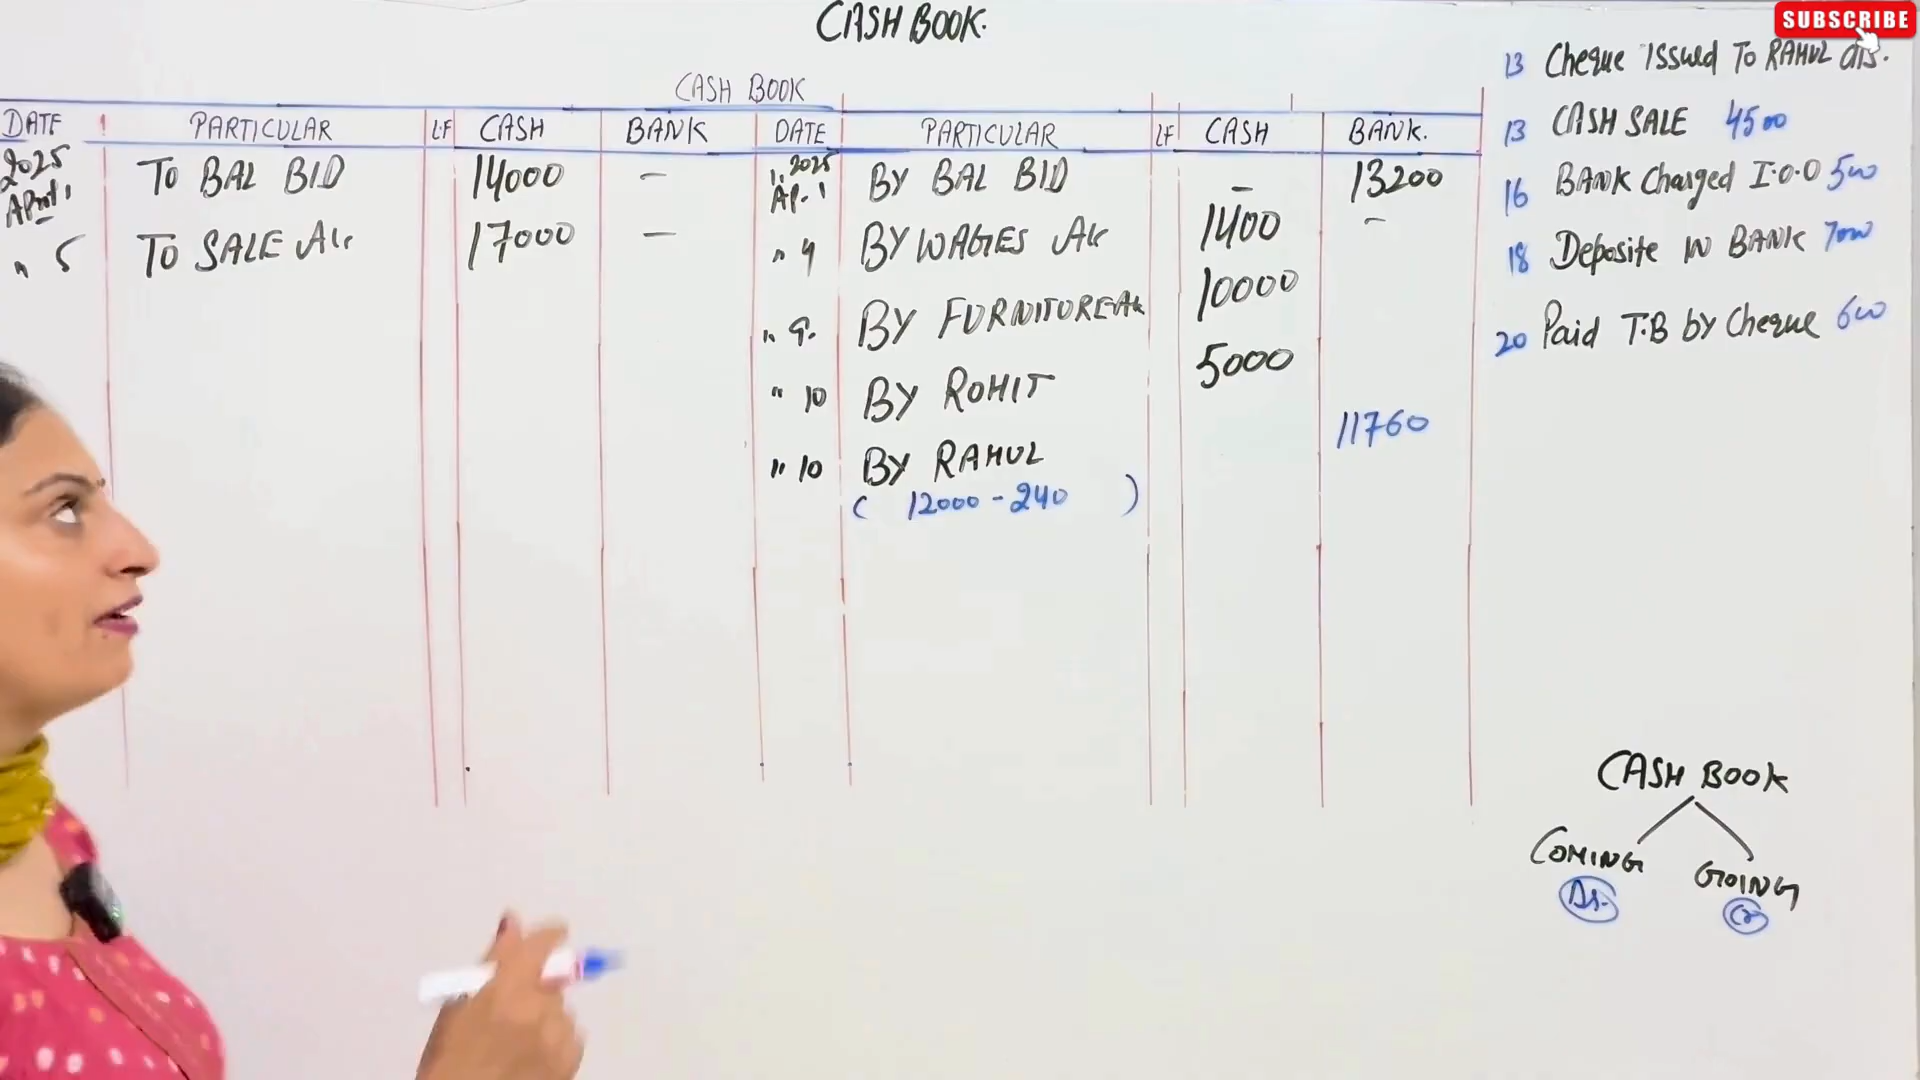 CASH BOOK.
SUBSCRIBE
CASH BOOK
DATE PARTICULAR LF CASH BANK DATE PARTICULAR LF CASH BANK.
2025 April 1 TO BAL B/D 14000 - 2025 AP. 1 BY BAL B/D - 13200
" 5 TO SALE A/c 17000 - " 4 BY WAGES A/c 1400 -
" 9. BY FURNITURE A/c 10000
" 10 BY ROHIT 5000
" 10 BY RAHUL 11760
( 12000 - 240 )
13 Cheque Issued To RAHUL dis.
13 CASH SALE 4500
16 BANK Charged I.O.O 500
18 Deposite IN BANK 7000
20 Paid T.B by Cheque 600
CASH BOOK
COMING GOING
Dr. Cr